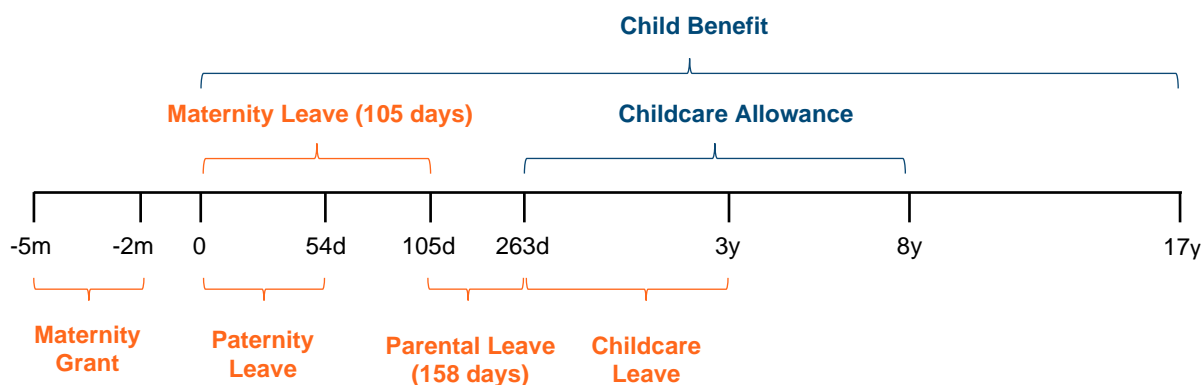 Child Benefit
Maternity Leave (105 days)
Childcare Allowance
-5m -2m 0 54d 105d 263d 3y 8y 17y
Maternity
Grant
Paternity
Leave
Parental Leave
(158 days)
Childcare
Leave